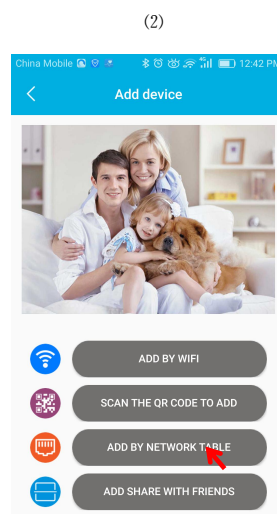 (2)
China Mobile 4G 12:42 PM
Add device
ADD BY WIFI
SCAN THE QR CODE TO ADD
ADD BY NETWORK TABLE
ADD SHARE WITH FRIENDS